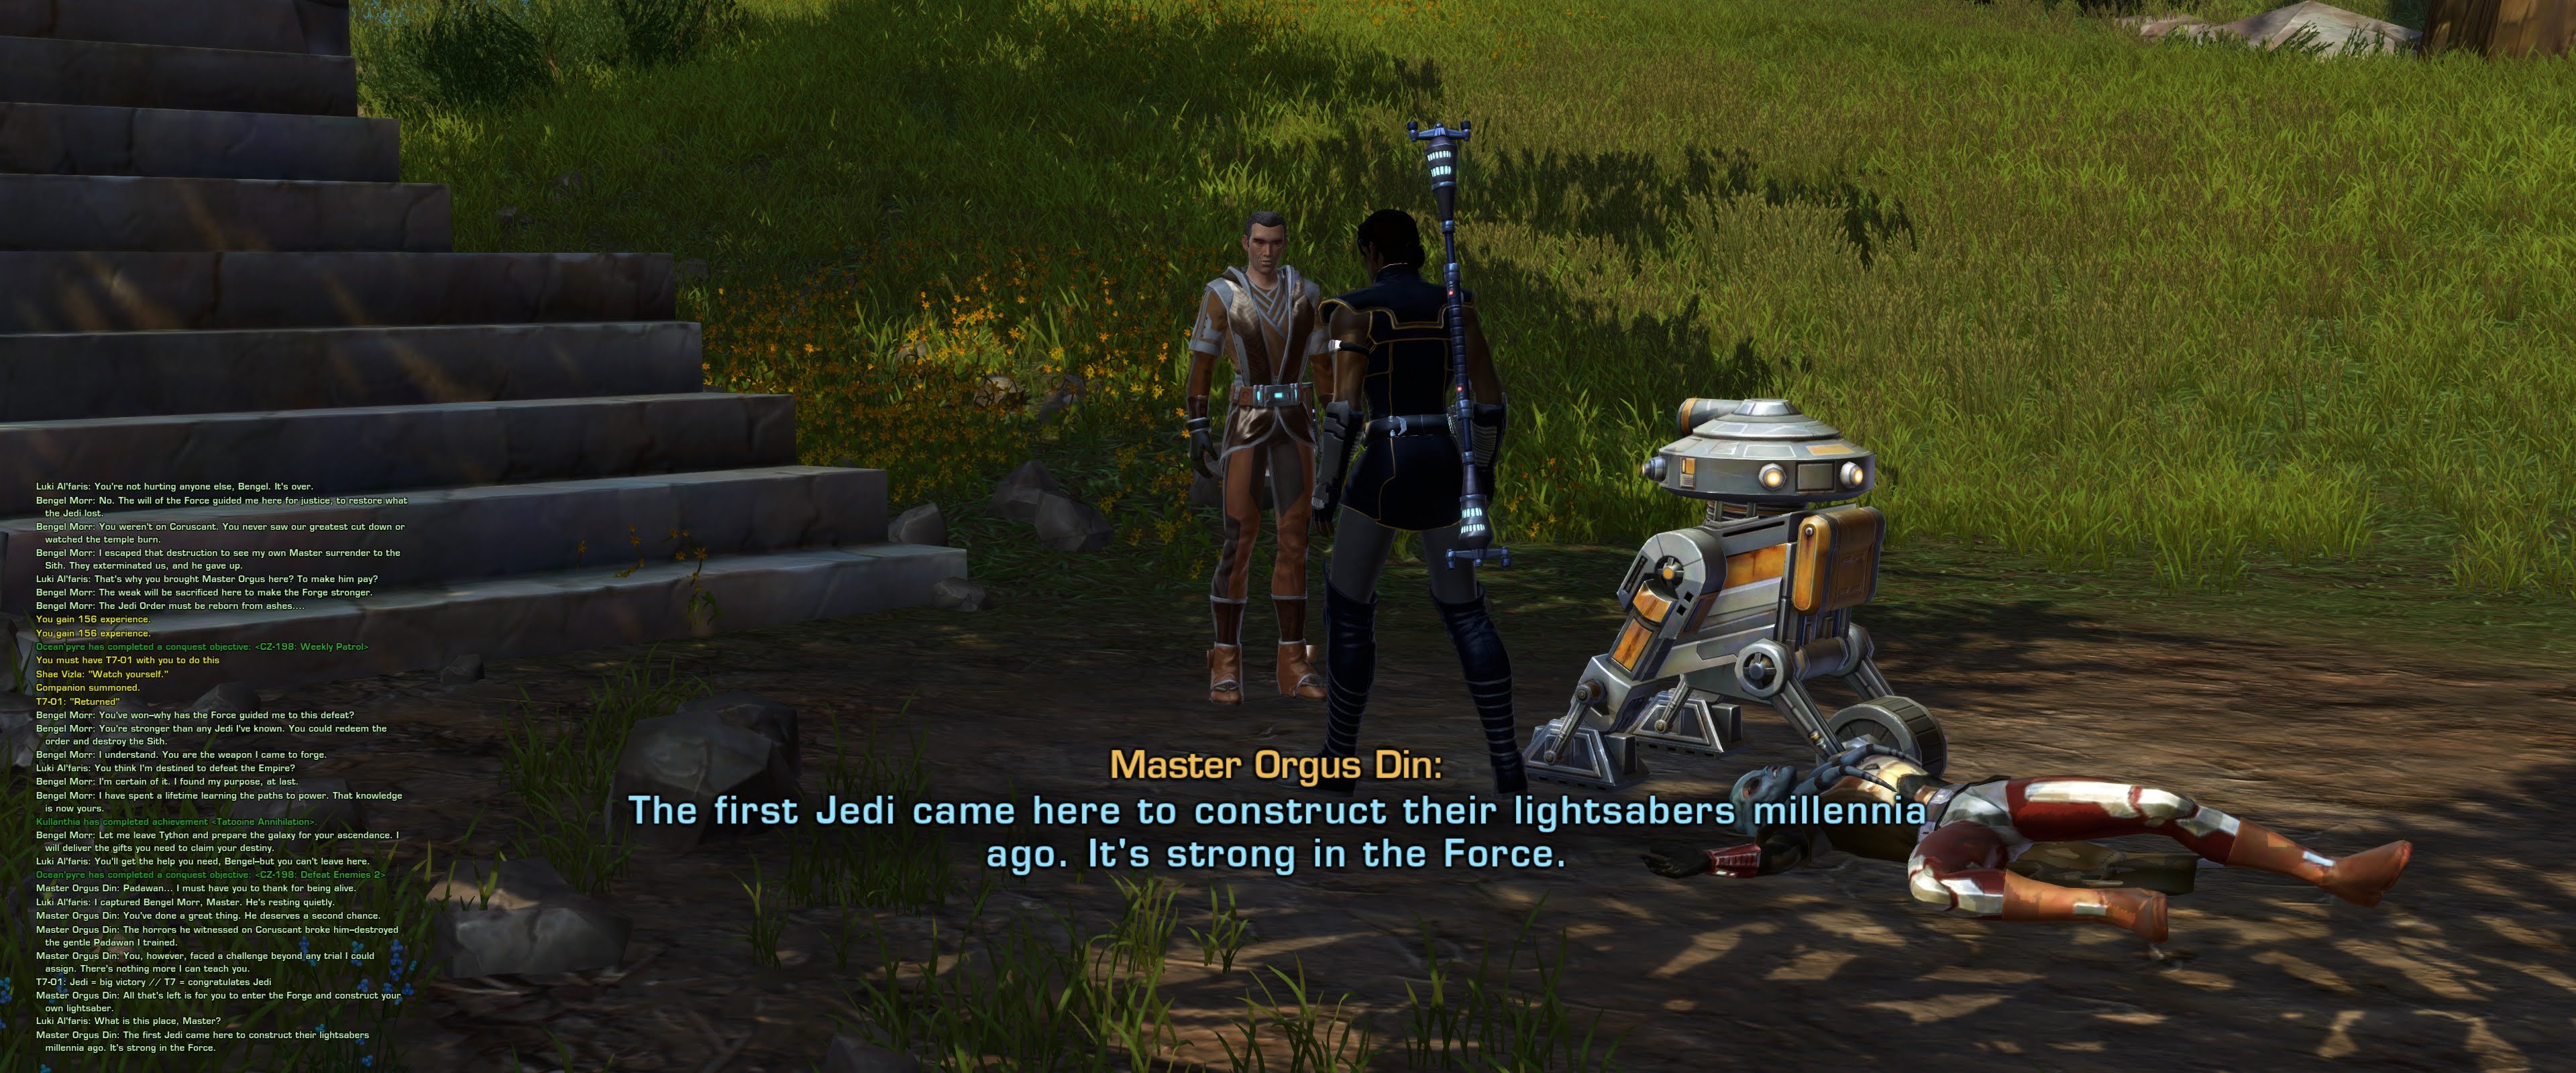 Luki Al'faris: You're not hurting anyone else, Bengel. It's over.
Bengel Morr: No. The will of the Force guided me here for justice, to restore what
the Jedi lost.
Bengel Morr: You weren't on Coruscant. You never saw our greatest cut down or
watched the temple burn.
Bengel Morr: I escaped that destruction to see my own Master surrender to the
Sith. They exterminated us, and he gave up.
Luki Al'faris: That's why you brought Master Orgus here? To make him pay?
Bengel Morr: The weak will be sacrificed here to make the Forge stronger.
Bengel Morr: The Jedi Order must be reborn from ashes....
You gain 156 experience.
You gain 156 experience.
Ocean'pyre has completed a conquest objective: <CZ-198: Weekly Patrol>
You must have T7-01 with you to do this
Shae Vizla: "Watch yourself."
Companion summoned.
T7-01: "Returned"
Bengel Morr: You've won—why has the Force guided me to this defeat?
Bengel Morr: You're stronger than any Jedi I've known. You could redeem the
order and destroy the Sith.
Bengel Morr: I understand. You are the weapon I came to forge.
Luki Al'faris: You think I'm destined to defeat the Empire?
Bengel Morr: I'm certain of it. I found my purpose, at last.
Bengel Morr: I have spent a lifetime learning the paths to power. That knowledge
is now yours.
Kullanthia has completed achievement <Tatooine Annihilation>.
Bengel Morr: Let me leave Tython and prepare the galaxy for your ascendance. I
will deliver the gifts you need to claim your destiny.
Luki Al'faris: You'll get the help you need, Bengel—but you can't leave here.
Ocean'pyre has completed a conquest objective: <CZ-198: Defeat Enemies 2>
Master Orgus Din: Padawan... I must have you to thank for being alive.
Luki Al'faris: I captured Bengel Morr, Master. He's resting quietly.
Master Orgus Din: You've done a great thing. He deserves a second chance.
Master Orgus Din: The horrors he witnessed on Coruscant broke him—destroyed
the gentle Padawan I trained.
Master Orgus Din: You, however, faced a challenge beyond any trial I could
assign. There's nothing more I can teach you.
T7-01: Jedi = big victory // T7 = congratulates Jedi
Master Orgus Din: All that's left is for you to enter the Forge and construct your
own lightsaber.
Luki Al'faris: What is this place, Master?
Master Orgus Din: The first Jedi came here to construct their lightsabers
millennia ago. It's strong in the Force.
Master Orgus Din:
The first Jedi came here to construct their lightsabers millennia
ago. It's strong in the Force.